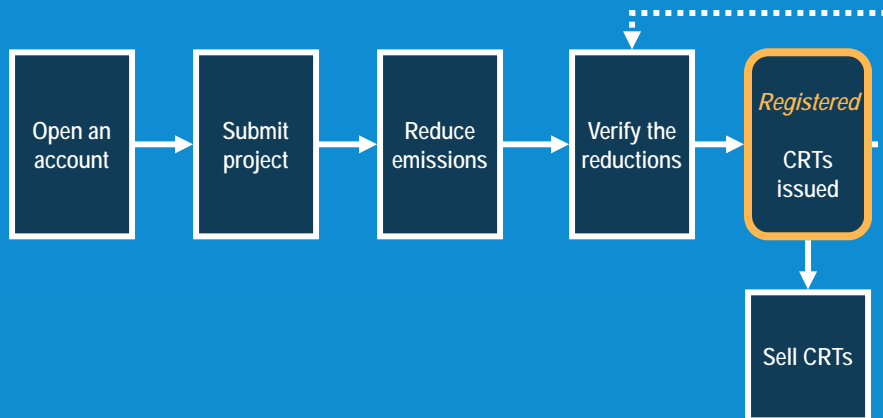 Open an
account
Submit
project
Reduce
emissions
Verify the
reductions
Registered
CRTs
issued
Sell CRTs